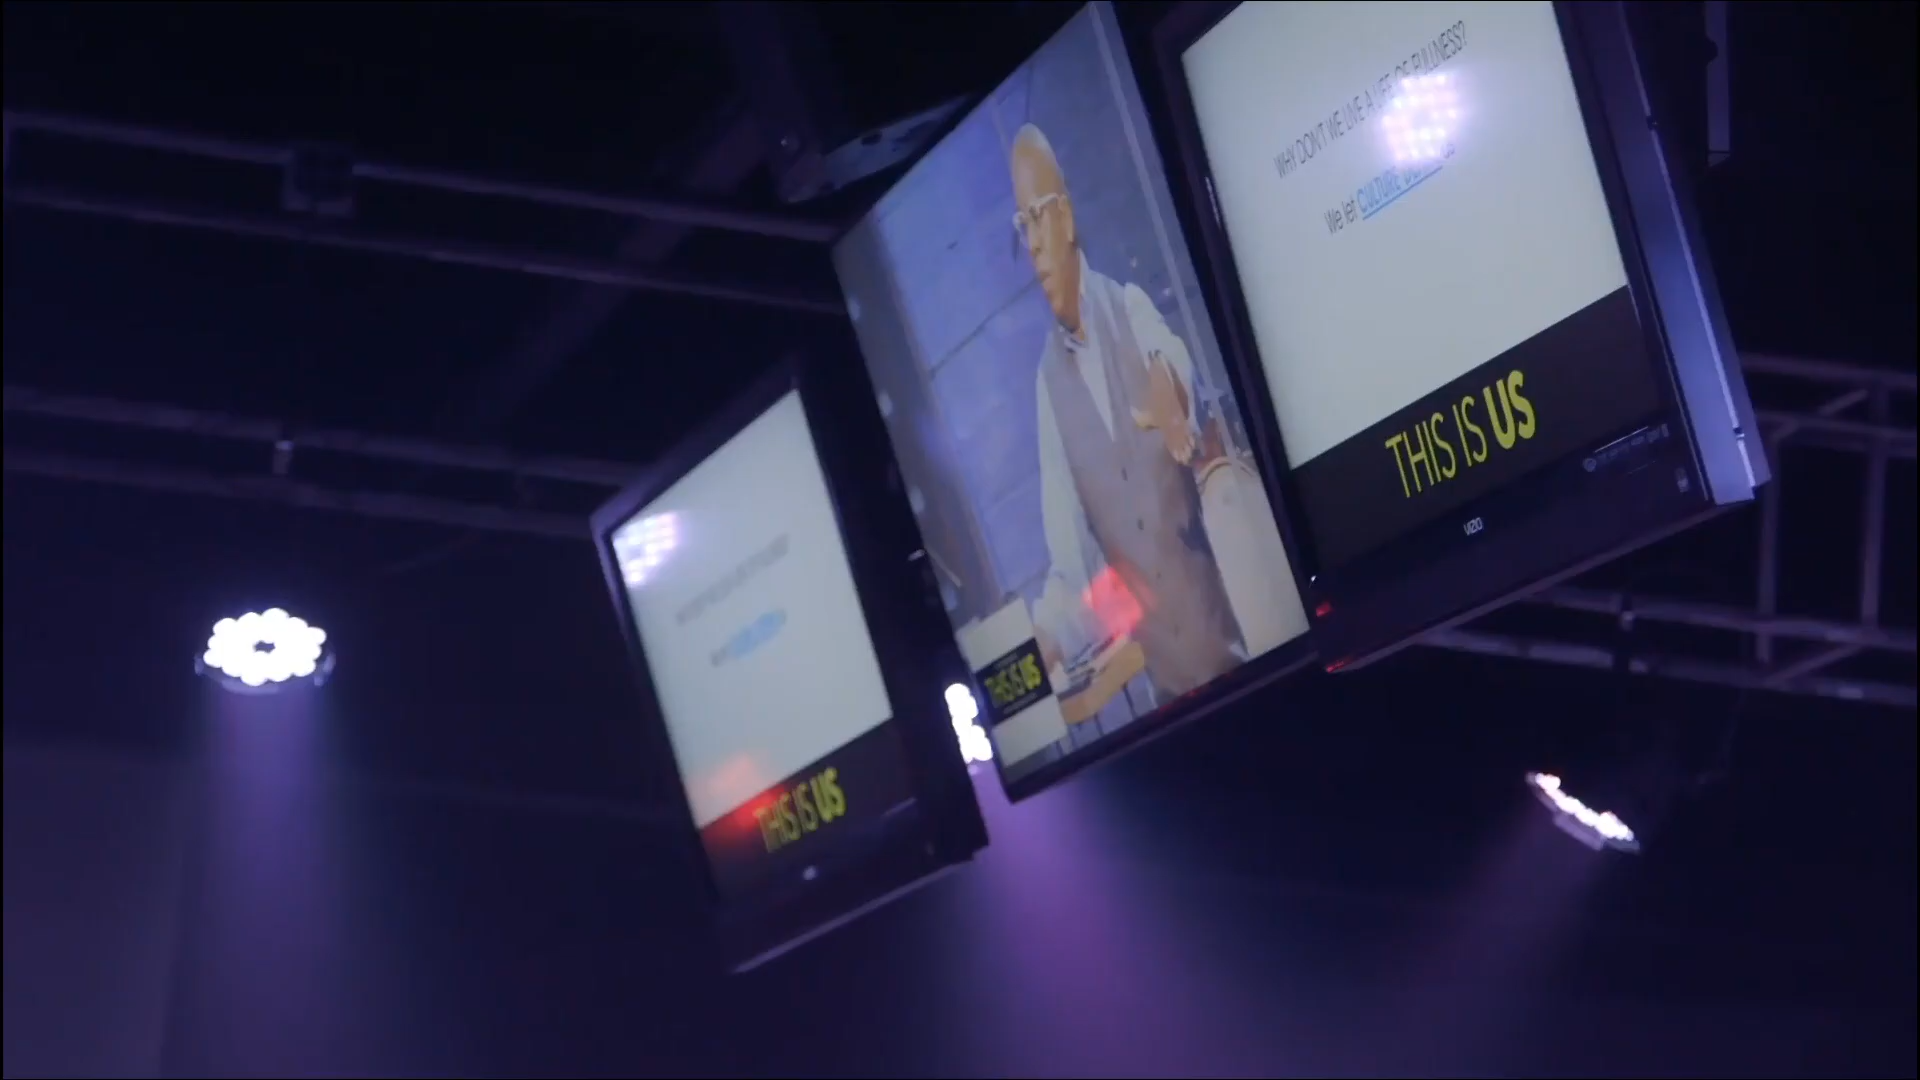 WHY DON'T WE LIVE A LIFE OF FULLNESS?
We let CULTURE
us
THIS IS US
VIZIO
THIS IS US
THIS IS US